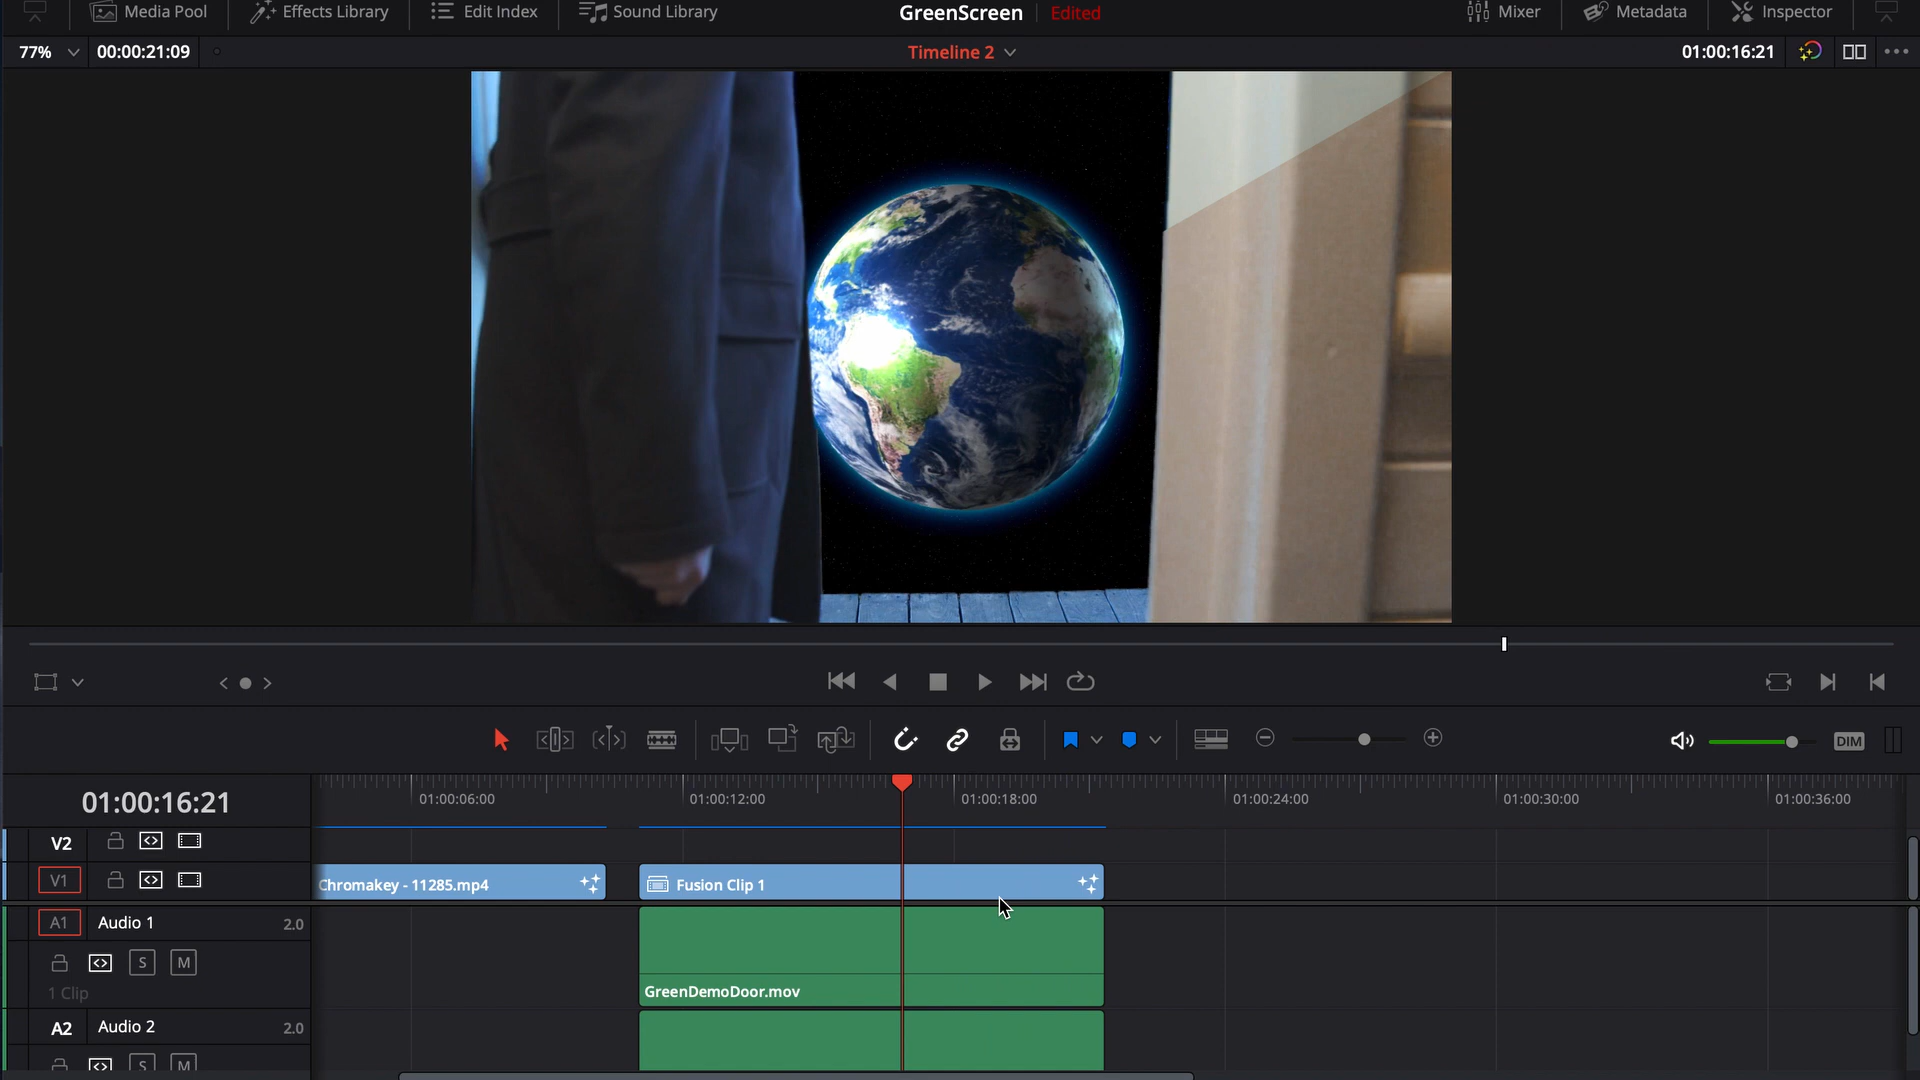 Media Pool
Effects Library
Edit Index
Sound Library
GreenScreen
Edited
Mixer
Metadata
Inspector
77%
00:00:21:09
Timeline 2
01:00:16:21
DIM
01:00:16:21
01:00:06:00
01:00:12:00
01:00:18:00
01:00:24:00
01:00:30:00
01:00:36:00
V2
V1
Chromakey - 11285.mp4
Fusion Clip 1
A1
Audio 1
2.0
S
M
1 Clip
GreenDemoDoor.mov
A2
Audio 2
2.0
S
M